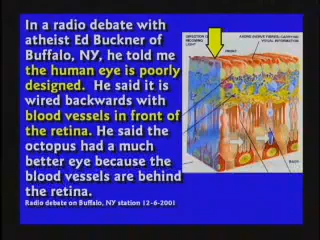 In a radio debate with
atheist Ed Buckner of
Buffalo, NY, he told me
the human eye is poorly
designed. He said it is
wired backwards with
blood vessels in front of
the retina. He said the
octopus had a much
better eye because the
blood vessels are behind
the retina.
Radio debate on Buffalo, NY station 12-6-2001
LIGHT
FRONT
BACK